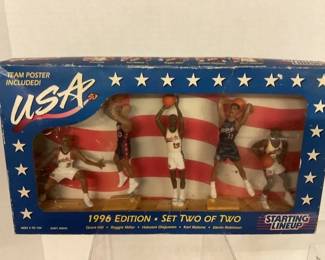 TEAM POSTER
INCLUDED!
USA
1996 EDITION • SET TWO OF TWO
Grant Hill • Reggie Miller • Hakeem Olajuwon • Karl Malone • David Robinson
STARTING
LINEUP